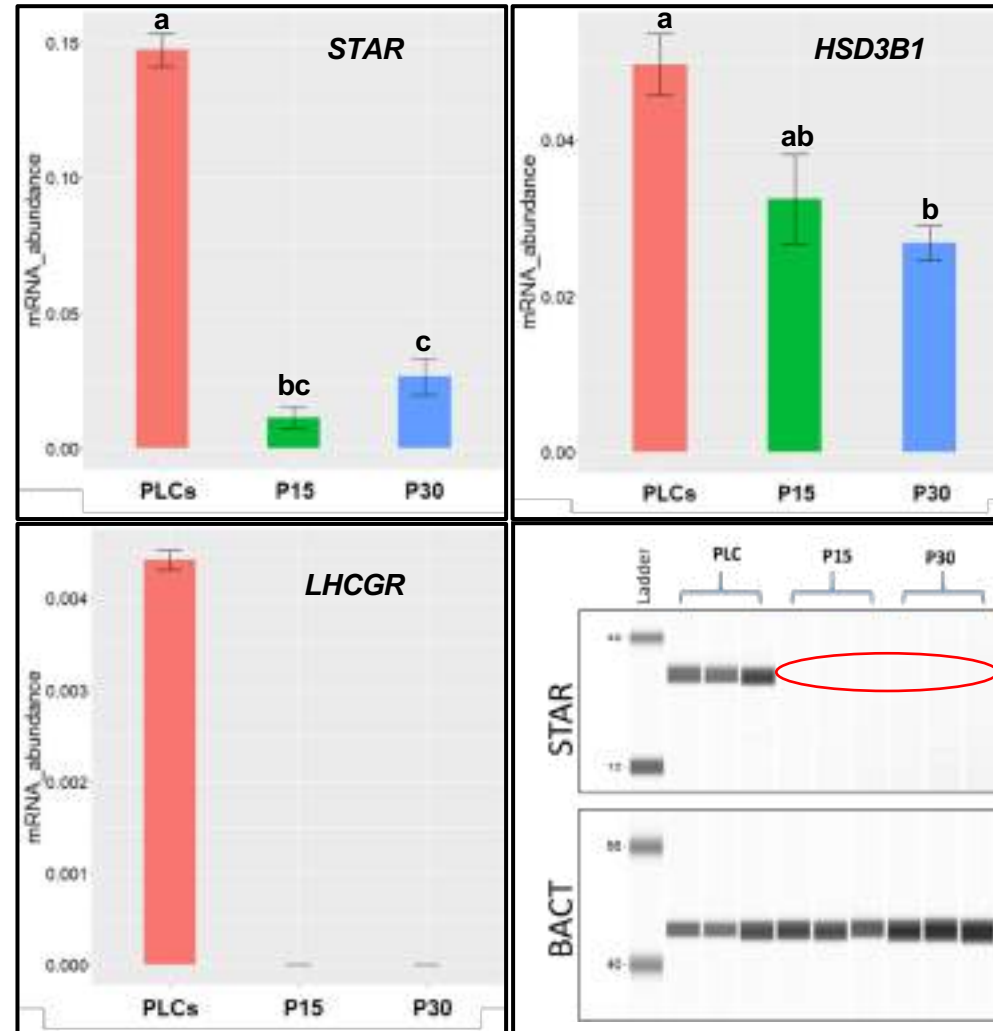 STAR
a
bc
c
mRNA_abundance
0.15
0.10
0.05
0.00
PLCs P15 P30
HSD3B1
a
ab
b
mRNA_abundance
0.04
0.02
0.00
PLCs P15 P30
LHCGR
mRNA_abundance
0.004
0.003
0.002
0.001
0.000
PLCs P15 P30
Ladder
PLC P15 P30
STAR
12
BACT
40